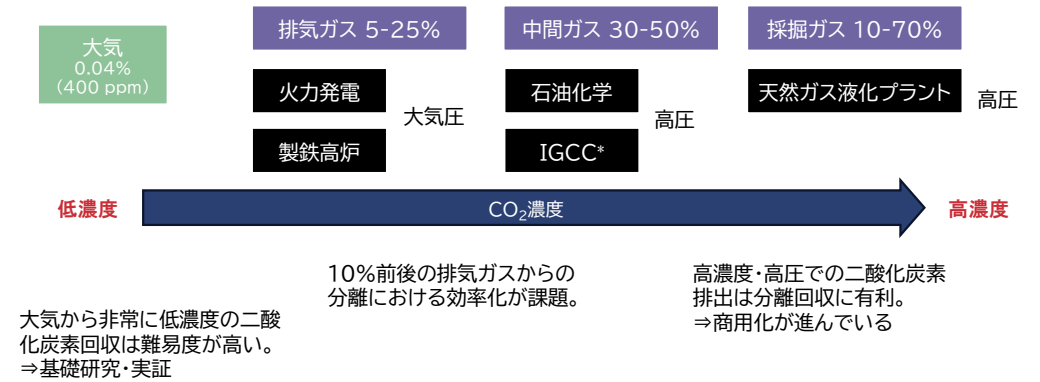 大気
0.04%
(400 ppm)
排気ガス 5-25%
火力発電
製鉄高炉
大気圧
中間ガス 30-50%
石油化学
IGCC*
高圧
採掘ガス 10-70%
天然ガス液化プラント
高圧
低濃度
CO₂濃度
高濃度
大気から非常に低濃度の二酸
化炭素回収は難易度が高い。
⇒基礎研究・実証
10%前後の排気ガスからの
分離における効率化が課題。
高濃度・高圧での二酸化炭素
排出は分離回収に有利。
⇒商用化が進んでいる